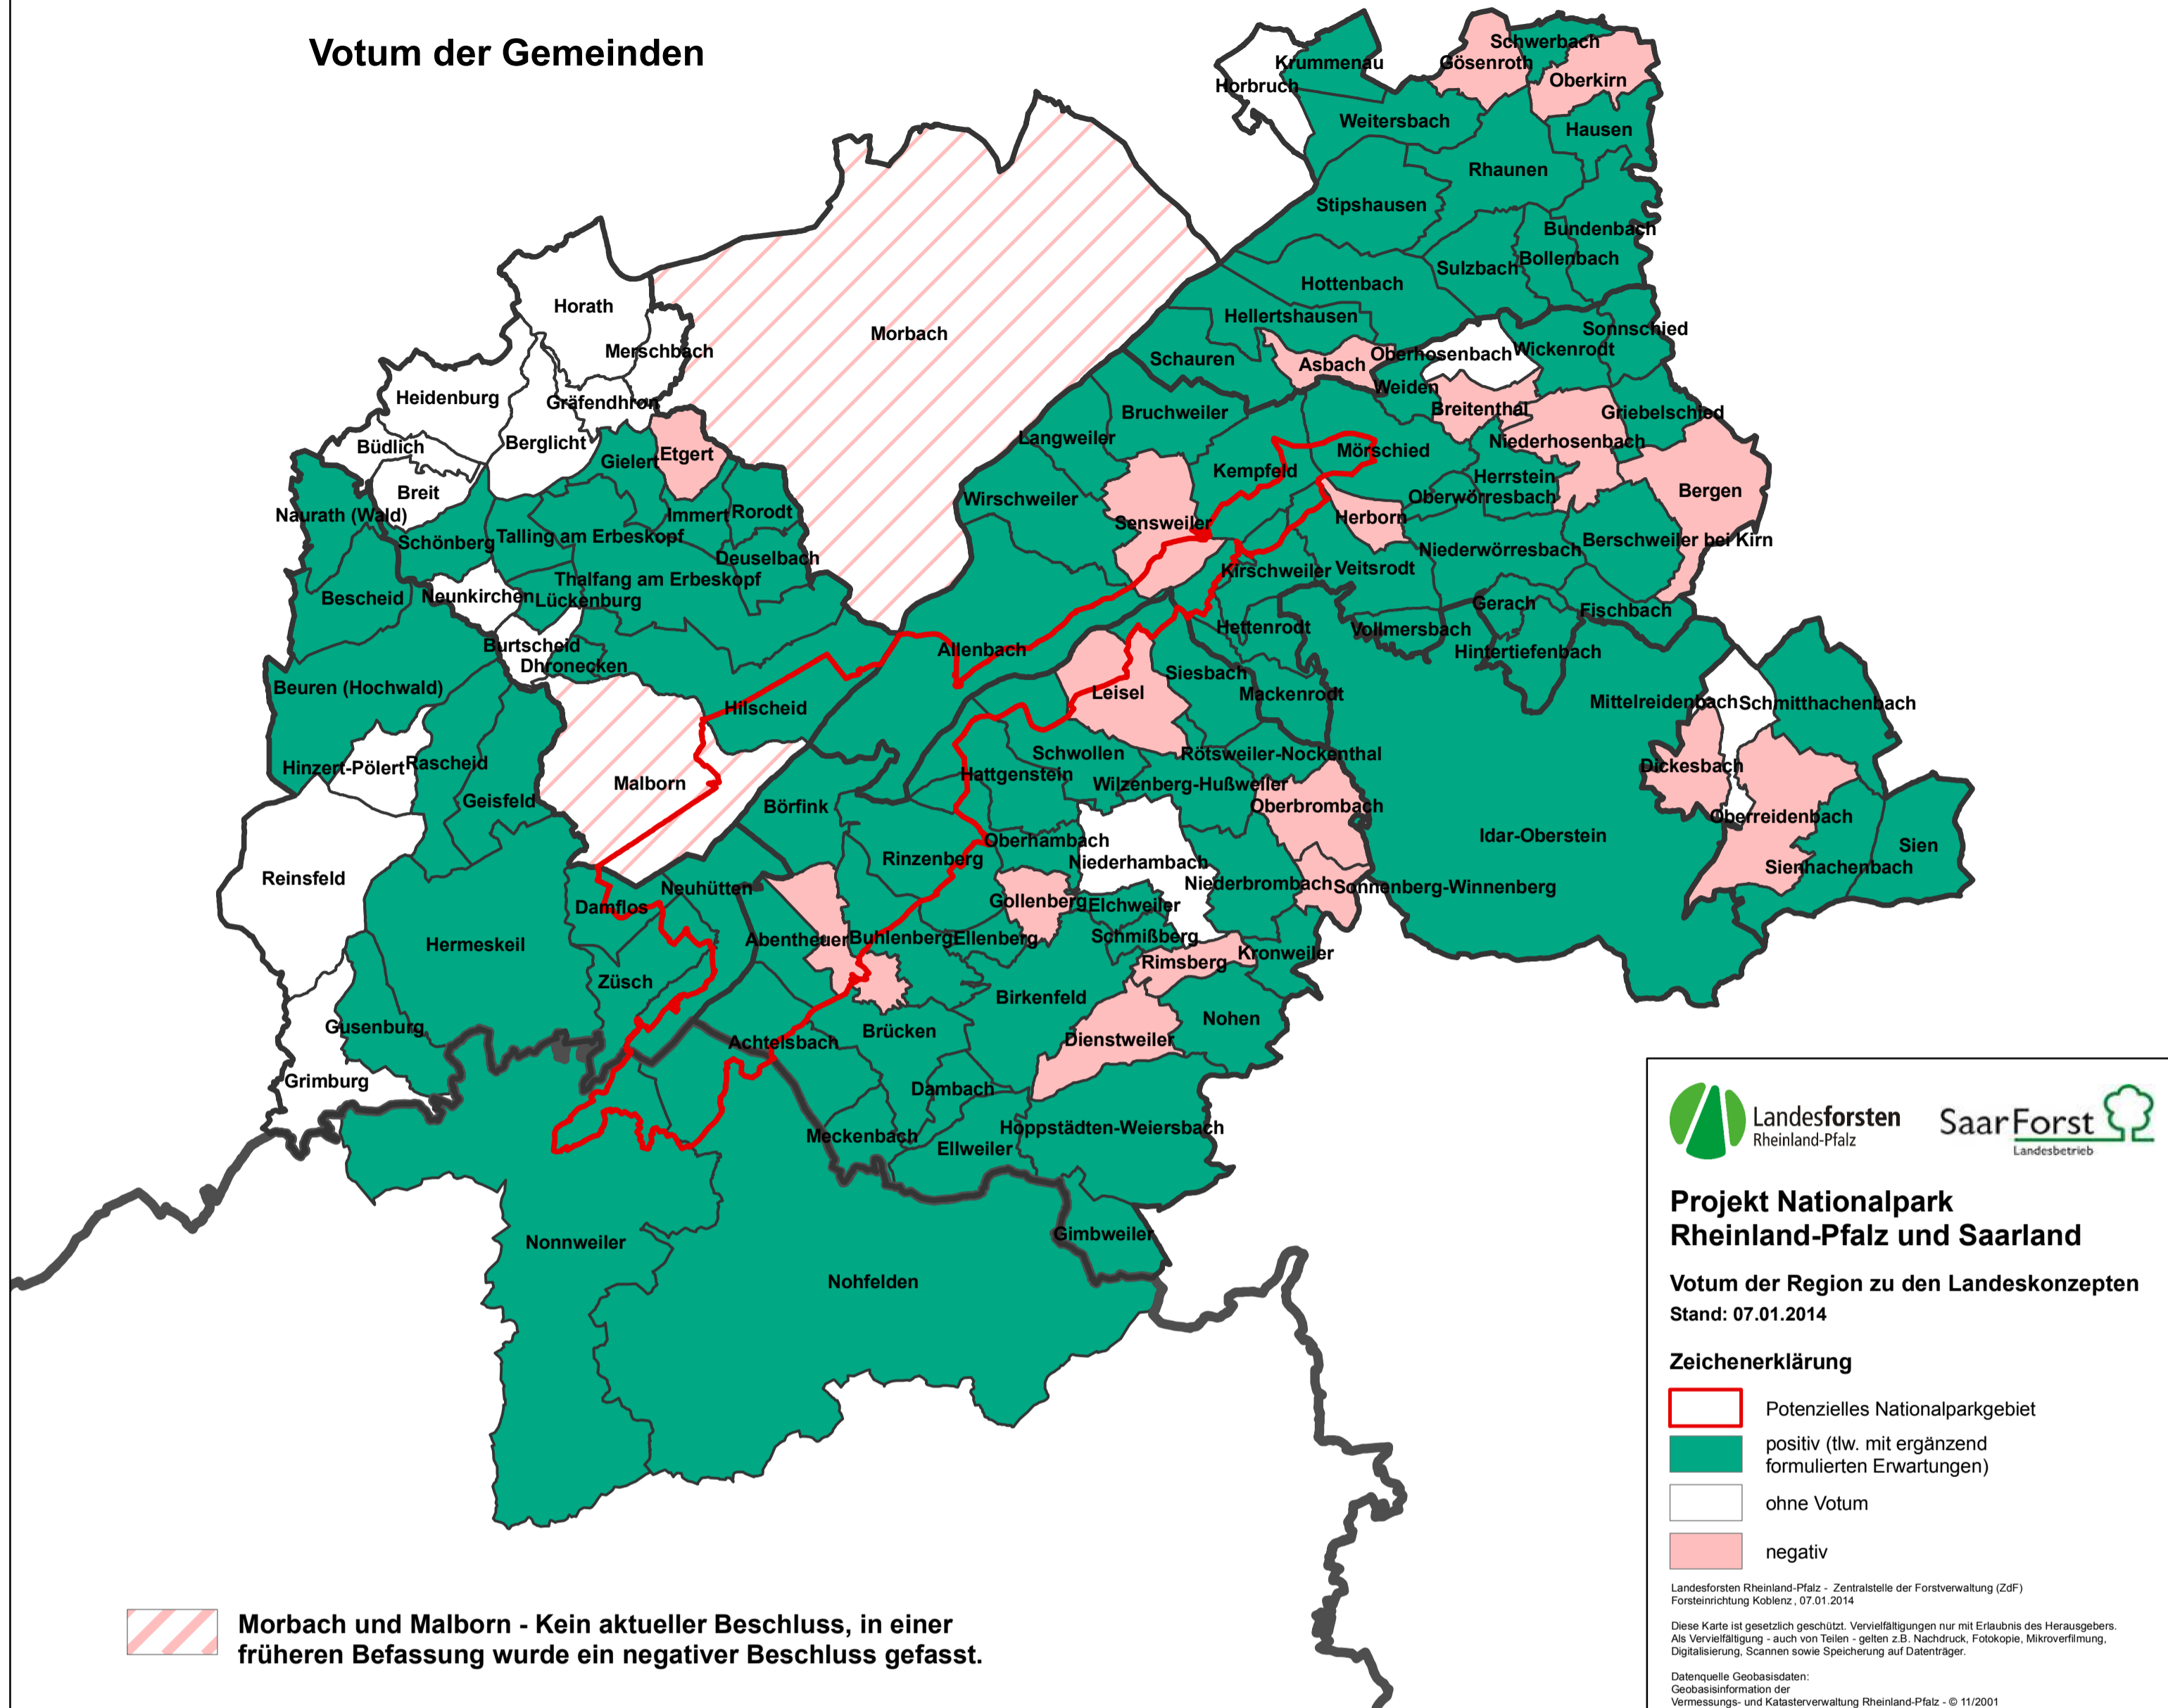 Votum der Gemeinden
Krummenau
Horbruch
Schwerbach
Gösenroth
Oberkirn
Weitersbach
Hausen
Rhaunen
Stipshausen
Bundenbach
Bollenbach
Sulzbach
Hottenbach
Hellertshausen
Sonnschied
Wickenrodt
Oberhosenbach
Schauren
Asbach
Weiden
Breitenthal
Griebelschied
Bruchweiler
Langweiler
Niederhosenbach
Mörschied
Kempfeld
Herrstein
Oberwörresbach
Bergen
Wirschweiler
Sensweiler
Herborn
Niederwörresbach
Berschweiler bei Kirn
Kirschweiler
Veitsrodt
Gerach
Fischbach
Hettenrodt
Vollmersbach
Hintertiefenbach
Allenbach
Siesbach
Leisel
Mackenrodt
Mittelreidenbach
Schmitthachenbach
Morbach
Horath
Merschbach
Heidenburg
Gräfendhron
Büdlich
Berglicht
Gielert
Etgert
Breit
Naurath (Wald)
Immert
Rorodt
Schönberg
Talling am Erbeskopf
Deuselbach
Thalfang am Erbeskopf
Bescheid
Neunkirchen
Lückenburg
Burtscheid
Dhronecken
Beuren (Hochwald)
Hilscheid
Hinzert-Pölert
Rascheid
Malborn
Geisfeld
Börfink
Schwollen
Rötsweiler-Nockenthal
Hattgenstein
Wilzenberg-Hußweiler
Oberbrombach
Dickesbach
Oberreidenbach
Idar-Oberstein
Sien
Sienhachenbach
Oberhambach
Rinzenberg
Niederhambach
Niederbrombach
Sonnenberg-Winnenberg
Reinsfeld
Neuhütten
Damflos
Gollenberg
Elchweiler
Hermeskeil
Abentheuer
Buhlenberg
Ellenberg
Schmißberg
Kronweiler
Rimsberg
Züsch
Birkenfeld
Nohen
Gusenburg
Achtelsbach
Brücken
Dienstweiler
Grimburg
Dambach
Meckenbach
Hoppstädten-Weiersbach
Ellweiler
Nonnweiler
Gimbweiler
Nohfelden
Morbach und Malborn - Kein aktueller Beschluss, in einer
früheren Befassung wurde ein negativer Beschluss gefasst.
Landesforsten
Rheinland-Pfalz
SaarForst
Landesbetrieb
Projekt Nationalpark
Rheinland-Pfalz und Saarland
Votum der Region zu den Landeskonzepten
Stand: 07.01.2014
Zeichenerklärung
Potenzielles Nationalparkgebiet
positiv (tlw. mit ergänzend
formulierten Erwartungen)
ohne Votum
negativ
Landesforsten Rheinland-Pfalz - Zentralstelle der Forstverwaltung (ZdF)
Forsteinrichtung Koblenz , 07.01.2014
Diese Karte ist gesetzlich geschützt. Vervielfältigungen nur mit Erlaubnis des Herausgebers.
Als Vervielfältigung - auch von Teilen - gelten z.B. Nachdruck, Fotokopie, Mikroverfilmung,
Digitalisierung, Scannen sowie Speicherung auf Datenträger.
Datenquelle Geobasisdaten:
Geobasisinformation der
Vermessungs- und Katasterverwaltung Rheinland-Pfalz - © 11/2001